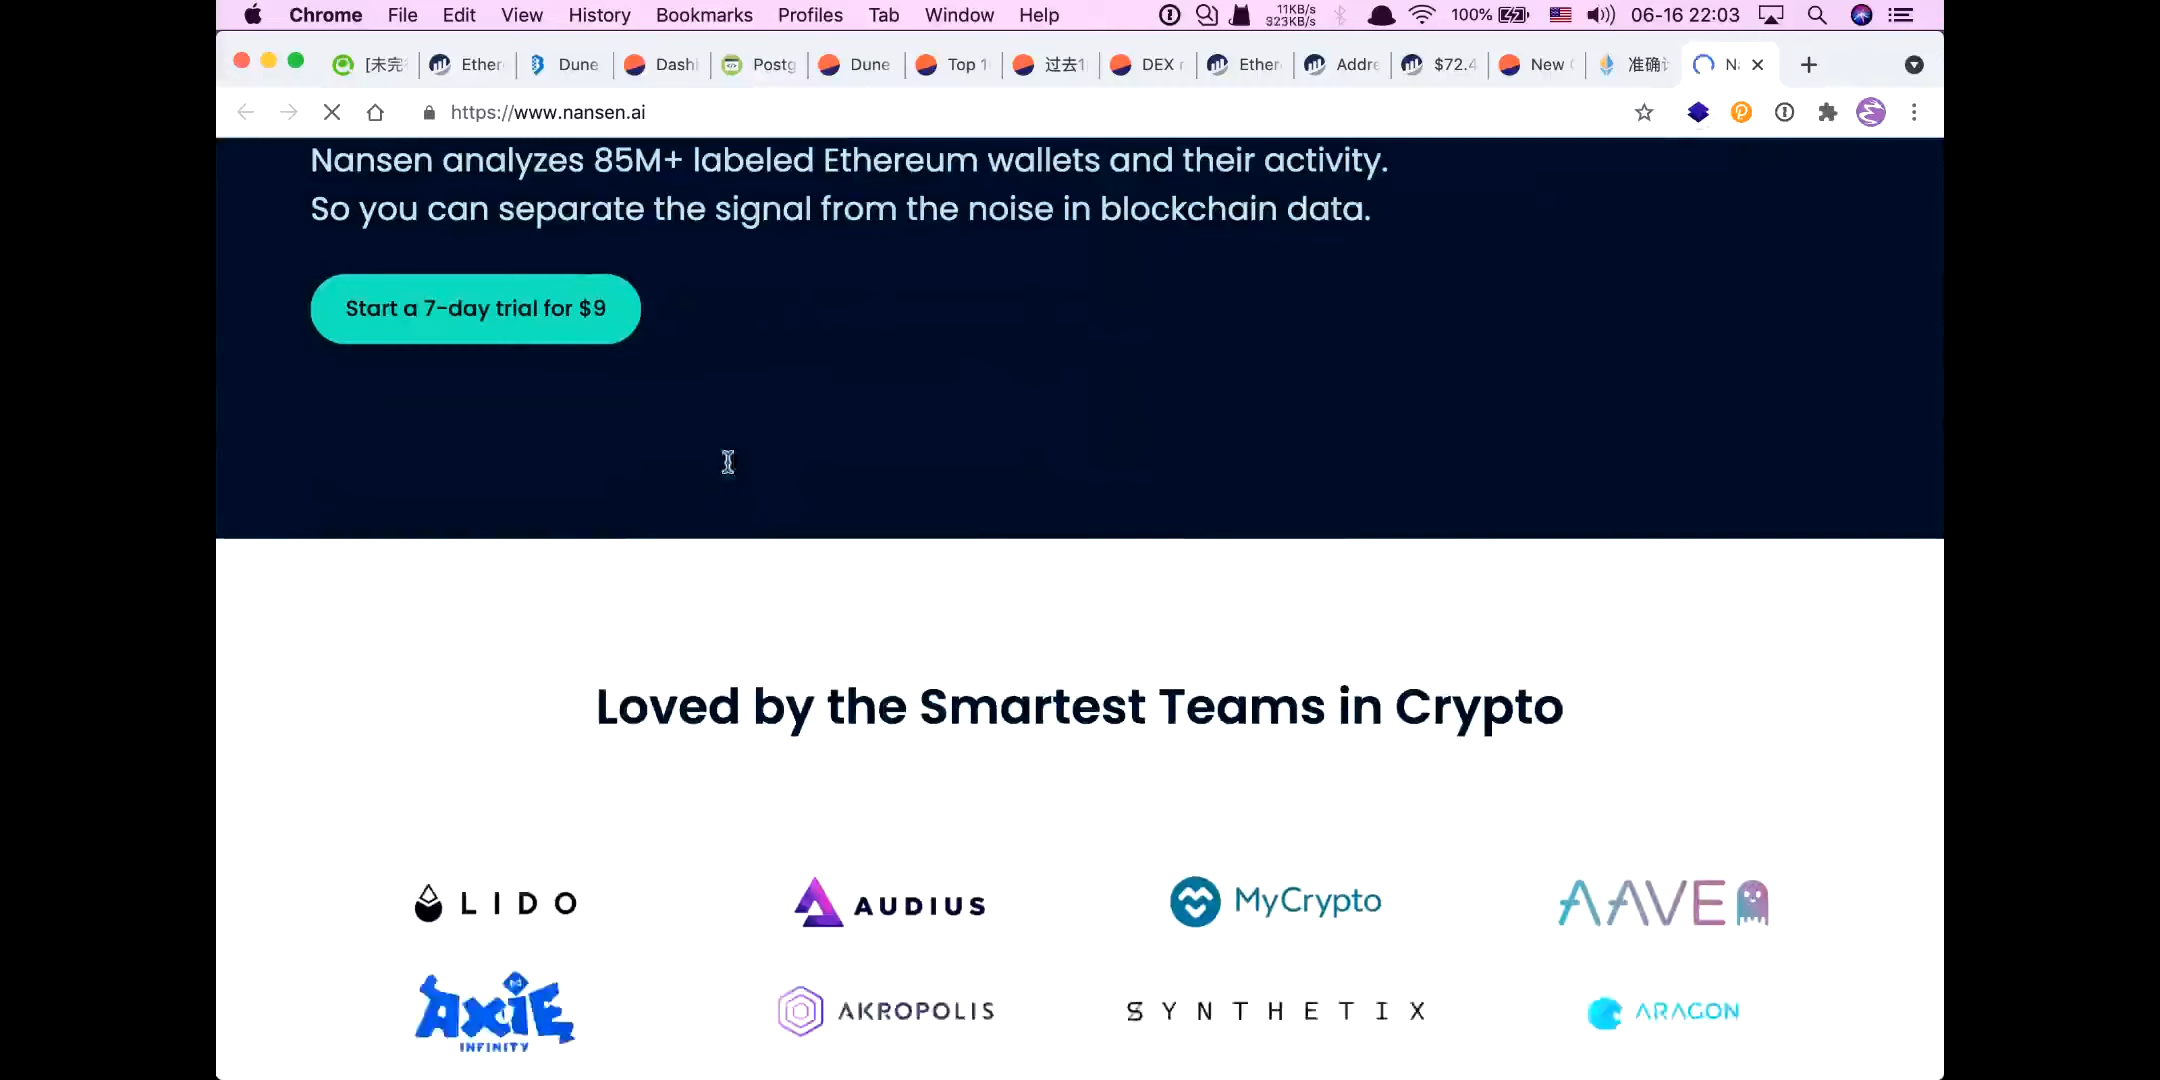 Chrome File Edit View History Bookmarks Profiles Tab Window Help 11KB/s 323KB/s 100% 06-16 22:03
[未完 Ether Dune Dash Postg Dune Top 1 过去1 DEX Ether Addre $72.4 New 准确 N
https://www.nansen.ai
Nansen analyzes 85M+ labeled Ethereum wallets and their activity.
So you can separate the signal from the noise in blockchain data.
Start a 7-day trial for $9
Loved by the Smartest Teams in Crypto
LIDO AUDIUS MyCrypto AAVE
AXIE INFINITY AKROPOLIS SYNTHETIX ARAGON